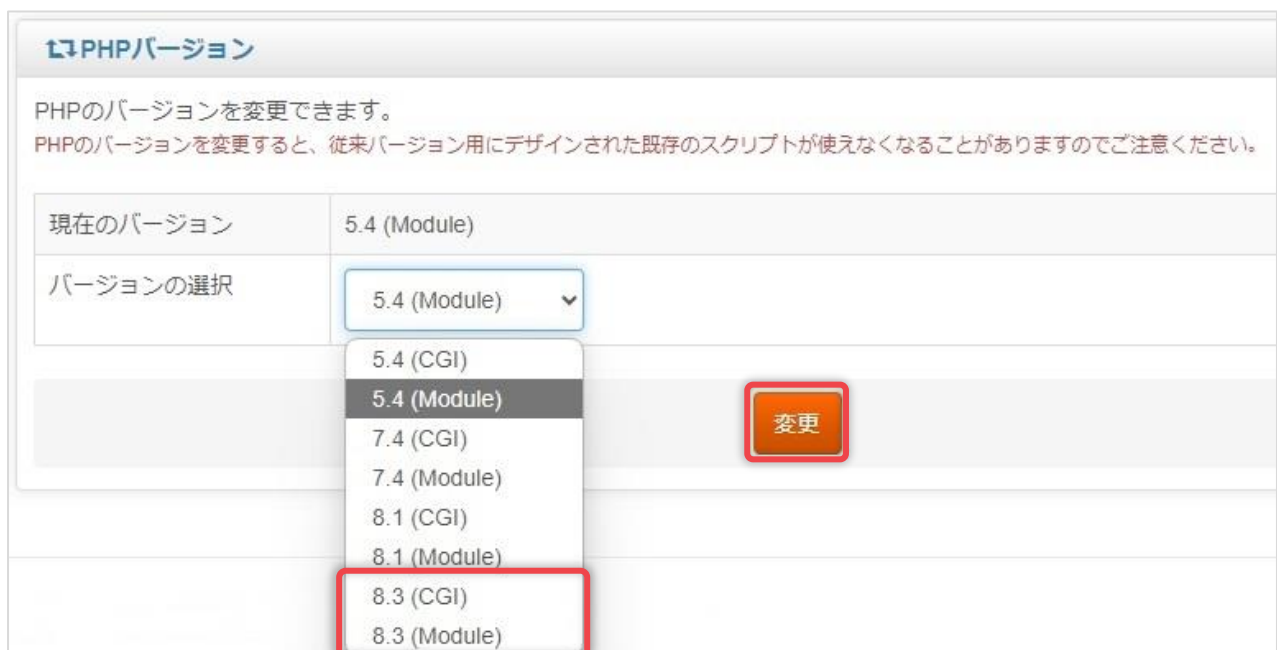 PHPバージョン
PHPのバージョンを変更できます。
PHPのバージョンを変更すると、従来バージョン用にデザインされた既存のスクリプトが使えなくなることがありますのでご注意ください。
現在のバージョン 5.4 (Module)
バージョンの選択 5.4 (Module)
5.4 (CGI)
5.4 (Module)
変更
7.4 (CGI)
7.4 (Module)
8.1 (CGI)
8.1 (Module)
8.3 (CGI)
8.3 (Module)